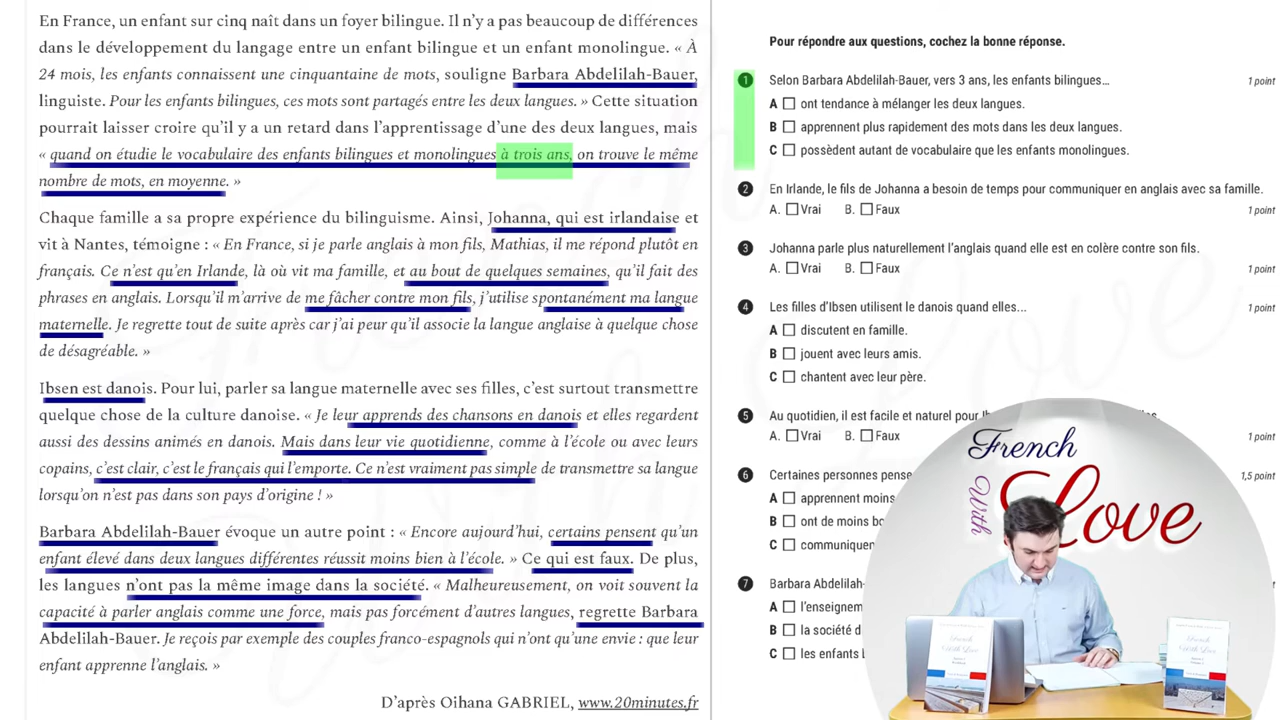 En France, un enfant sur cinq naît dans un foyer bilingue. Il n'y a pas beaucoup de différences
dans le développement du langage entre un enfant bilingue et un enfant monolingue. « À
24 mois, les enfants connaissent une cinquantaine de mots, souligne Barbara Abdelilah-Bauer,
linguiste. Pour les enfants bilingues, ces mots sont partagés entre les deux langues. » Cette situation
pourrait laisser croire qu'il y a un retard dans l'apprentissage d'une des deux langues, mais
« quand on étudie le vocabulaire des enfants bilingues et monolingues à trois ans, on trouve le même
nombre de mots, en moyenne. »
Chaque famille a sa propre expérience du bilinguisme. Ainsi, Johanna, qui est irlandaise et
vit à Nantes, témoigne : « En France, si je parle anglais à mon fils, Mathias, il me répond plutôt en
français. Ce n'est qu'en Irlande, là où vit ma famille, et au bout de quelques semaines, qu'il fait des
phrases en anglais. Lorsqu'il m'arrive de me fâcher contre mon fils, j'utilise spontanément ma langue
maternelle. Je regrette tout de suite après car j'ai peur qu'il associe la langue anglaise à quelque chose
de désagréable. »
Ibsen est danois. Pour lui, parler sa langue maternelle avec ses filles, c'est surtout transmettre
quelque chose de la culture danoise. « Je leur apprends des chansons en danois et elles regardent
aussi des dessins animés en danois. Mais dans leur vie quotidienne, comme à l'école ou avec leurs
copains, c'est clair, c'est le français qui l'emporte. Ce n'est vraiment pas simple de transmettre sa langue
lorsqu'on n'est pas dans son pays d'origine ! »
Barbara Abdelilah-Bauer évoque un autre point : « Encore aujourd'hui, certains pensent qu'un
enfant élevé dans deux langues différentes réussit moins bien à l'école. » Ce qui est faux. De plus,
les langues n'ont pas la même image dans la société. « Malheureusement, on voit souvent la
capacité à parler anglais comme une force, mais pas forcément d'autres langues, regrette Barbara
Abdelilah-Bauer. Je reçois par exemple des couples franco-espagnols qui n'ont qu'une envie : que leur
enfant apprenne l'anglais. »
D'après Oihana GABRIEL, www.20minutes.fr
Pour répondre aux questions, cochez la bonne réponse.
1 Selon Barbara Abdelilah-Bauer, vers 3 ans, les enfants bilingues... 1 point
A ont tendance à mélanger les deux langues.
B apprennent plus rapidement des mots dans les deux langues.
C possèdent autant de vocabulaire que les enfants monolingues.
2 En Irlande, le fils de Johanna a besoin de temps pour communiquer en anglais avec sa famille.
A. Vrai B. Faux 1 point
3 Johanna parle plus naturellement l'anglais quand elle est en colère contre son fils.
A. Vrai B. Faux 1 point
4 Les filles d'Ibsen utilisent le danois quand elles... 1 point
A discutent en famille.
B jouent avec leurs amis.
C chantent avec leur père.
5 Au quotidien, il est facile et naturel pour
A. Vrai B. Faux 1 point
6 Certaines personnes pense 1,5 point
A apprennent moins
B ont de moins bo
C communiquen
7 Barbara Abdelilah-
A l'enseignem
B la société d
C les enfants b
French
With
Love
French
With Love
French
With Love